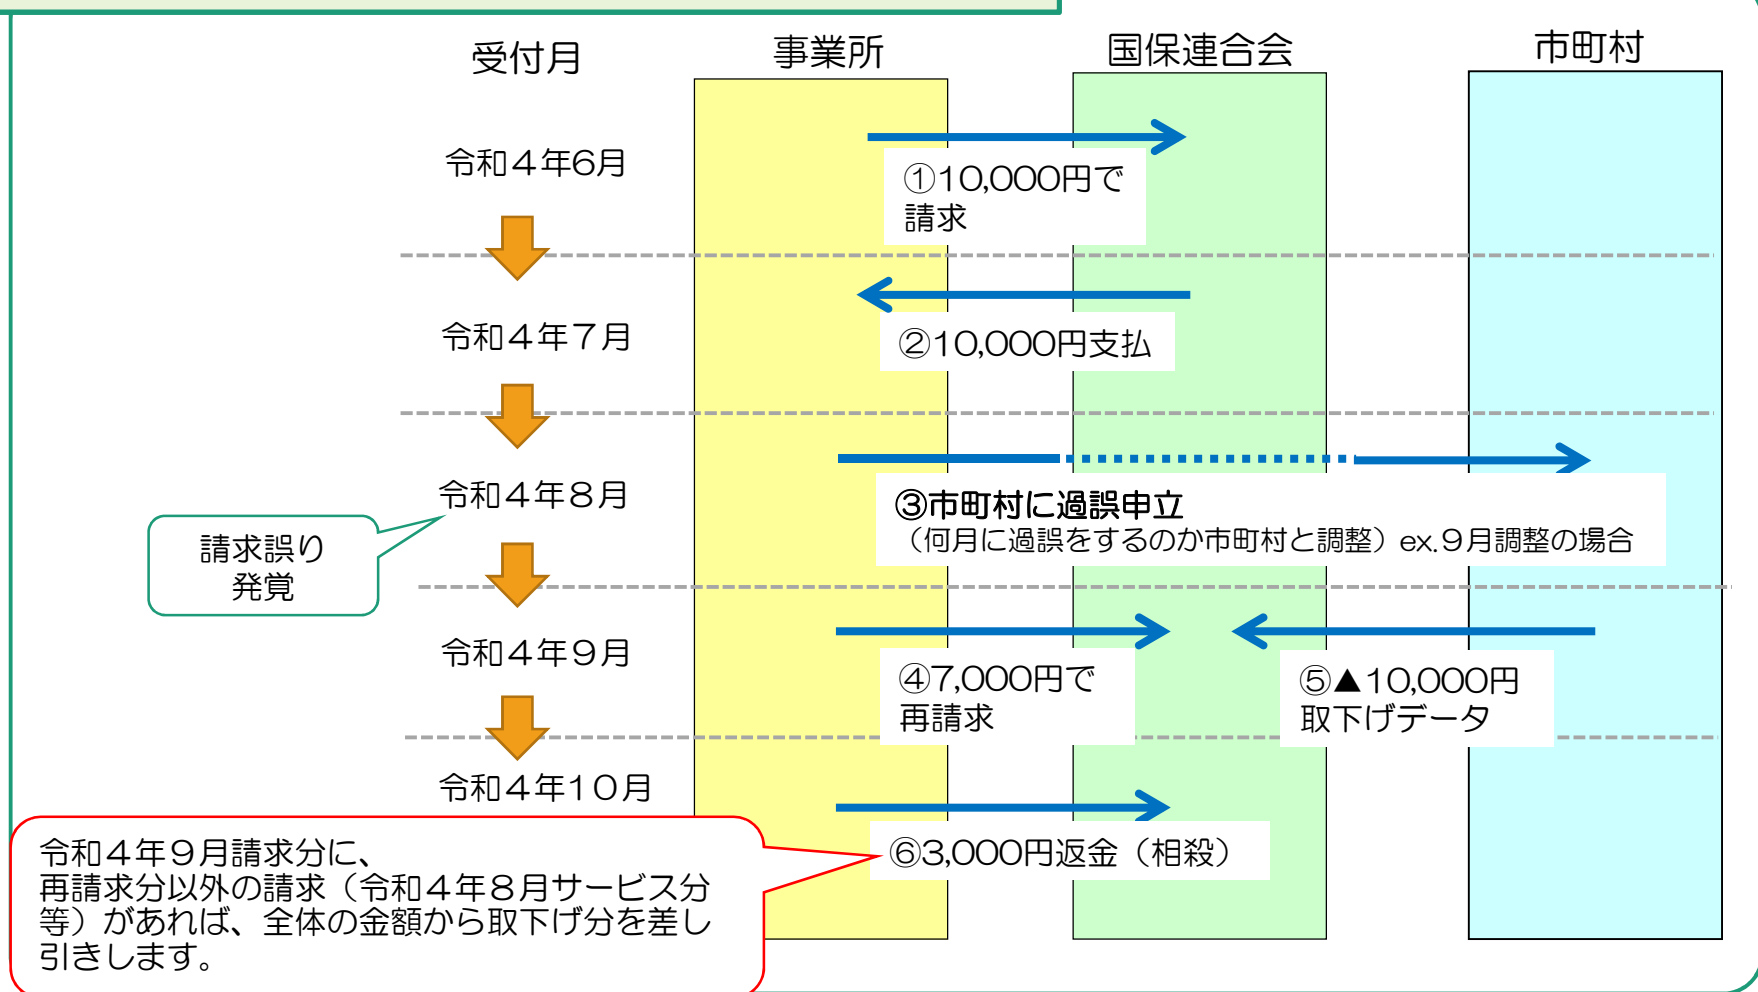 受付月
事業所
国保連合会
市町村
令和４年6月
①10,000円で
請求
令和４年７月
②10,000円支払
令和４年８月
③市町村に過誤申立
（何月に過誤をするのか市町村と調整）ex.９月調整の場合
請求誤り
発覚
令和４年９月
④7,000円で
再請求
⑤▲10,000円
取下げデータ
令和４年１０月
⑥3,000円返金（相殺）
令和４年９月請求分に、
再請求分以外の請求（令和４年８月サービス分
等）があれば、全体の金額から取下げ分を差し
引きします。